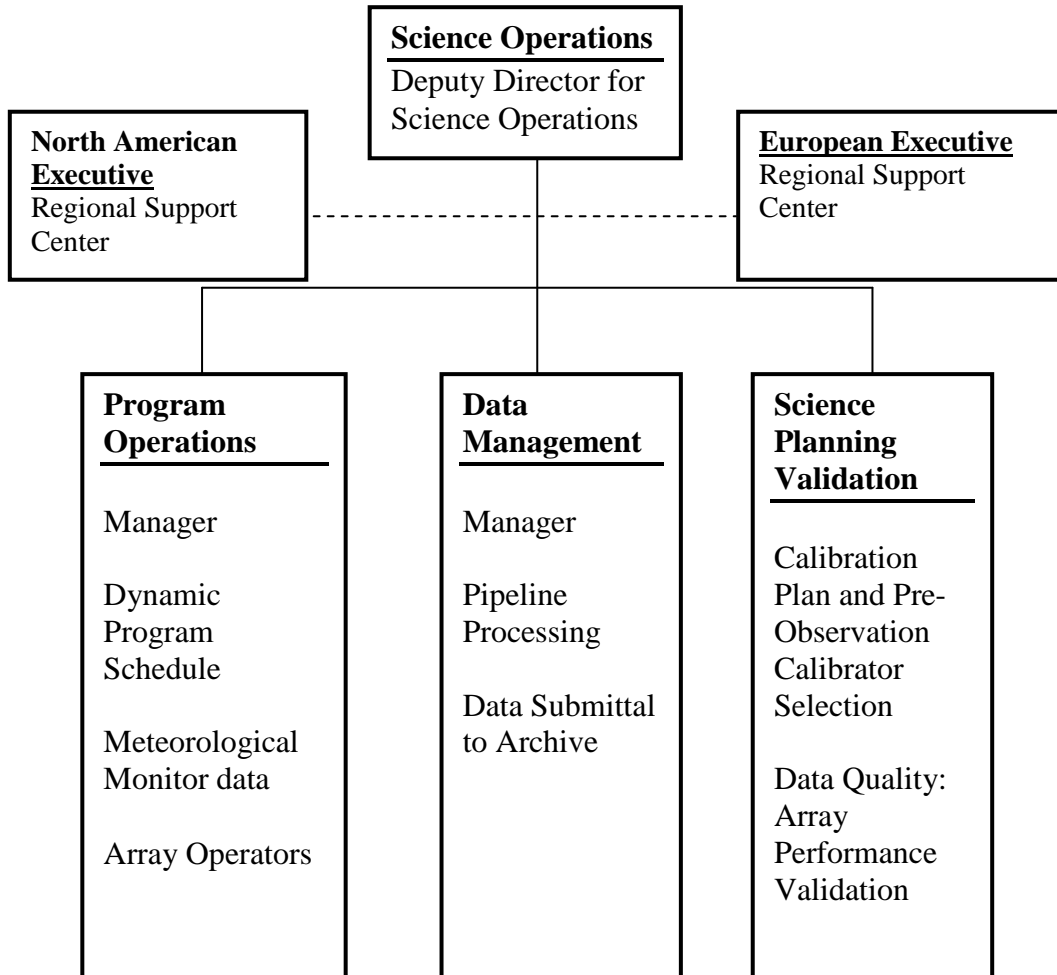 Science Operations
Deputy Director for
Science Operations
North American
Executive
Regional Support
Center
European Executive
Regional Support
Center
Program
Operations
Manager
Dynamic
Program
Schedule
Meteorological
Monitor data
Array Operators
Data
Management
Manager
Pipeline
Processing
Data Submittal
to Archive
Science
Planning
Validation
Calibration
Plan and Pre-
Observation
Calibrator
Selection
Data Quality:
Array
Performance
Validation